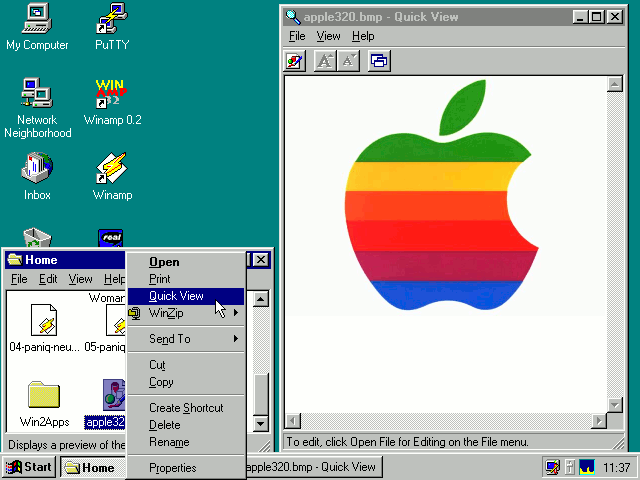 My Computer
PuTTY
Network
Neighborhood
WIN
AMP
32
Winamp 0.2
Inbox
Winamp
real
apple320.bmp - Quick View
File View Help
A A
To edit, click Open File for Editing on the File menu.
Home
File Edit View Help
Woman
04-paniq-neu...
05-paniq-
Win2Apps
apple32
Displays a preview of the
Open
Print
Quick View
WinZip
Send To
Cut
Copy
Create Shortcut
Delete
Rename
Properties
Start
Home
apple320.bmp - Quick View
11:37